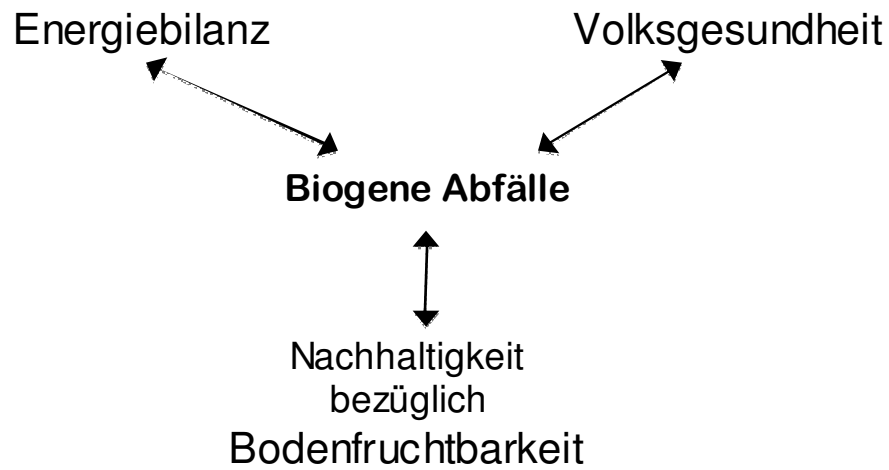 Energiebilanz
Volksgesundheit
Biogene Abfälle
Nachhaltigkeit
bezüglich
Bodenfruchtbarkeit